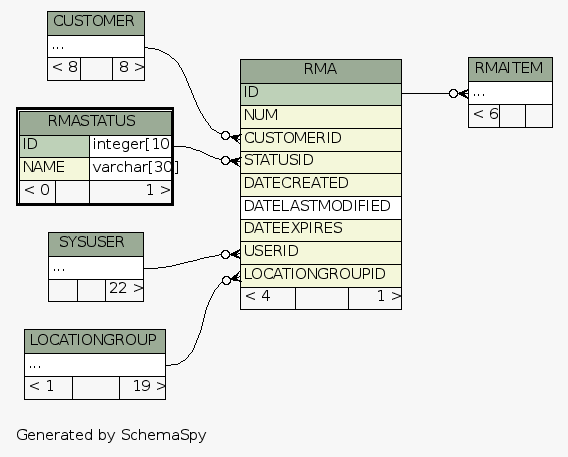 CUSTOMER
...
< 8 8 >
RMASTATUS
ID integer[10]
NAME varchar[30]
< 0 1 >
SYSUSER
...
22 >
LOCATIONGROUP
...
< 1 19 >
RMA
ID
NUM
CUSTOMERID
STATUSID
DATECREATED
DATELASTMODIFIED
DATEEXPIRES
USERID
LOCATIONGROUPID
< 4 1 >
RMAITEM
...
< 6
Generated by SchemaSpy